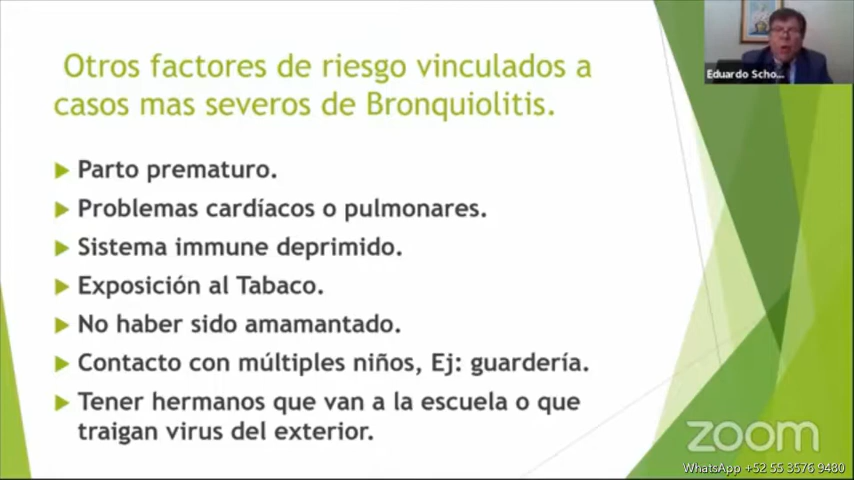 Otros factores de riesgo vinculados a
casos mas severos de Bronquiolitis.
Eduardo Scho...
Parto prematuro.
Problemas cardíacos o pulmonares.
Sistema immune deprimido.
Exposición al Tabaco.
No haber sido amamantado.
Contacto con múltiples niños, Ej: guardería.
Tener hermanos que van a la escuela o que
traigan virus del exterior.
zoom
WhatsApp +52 55 3576 9480